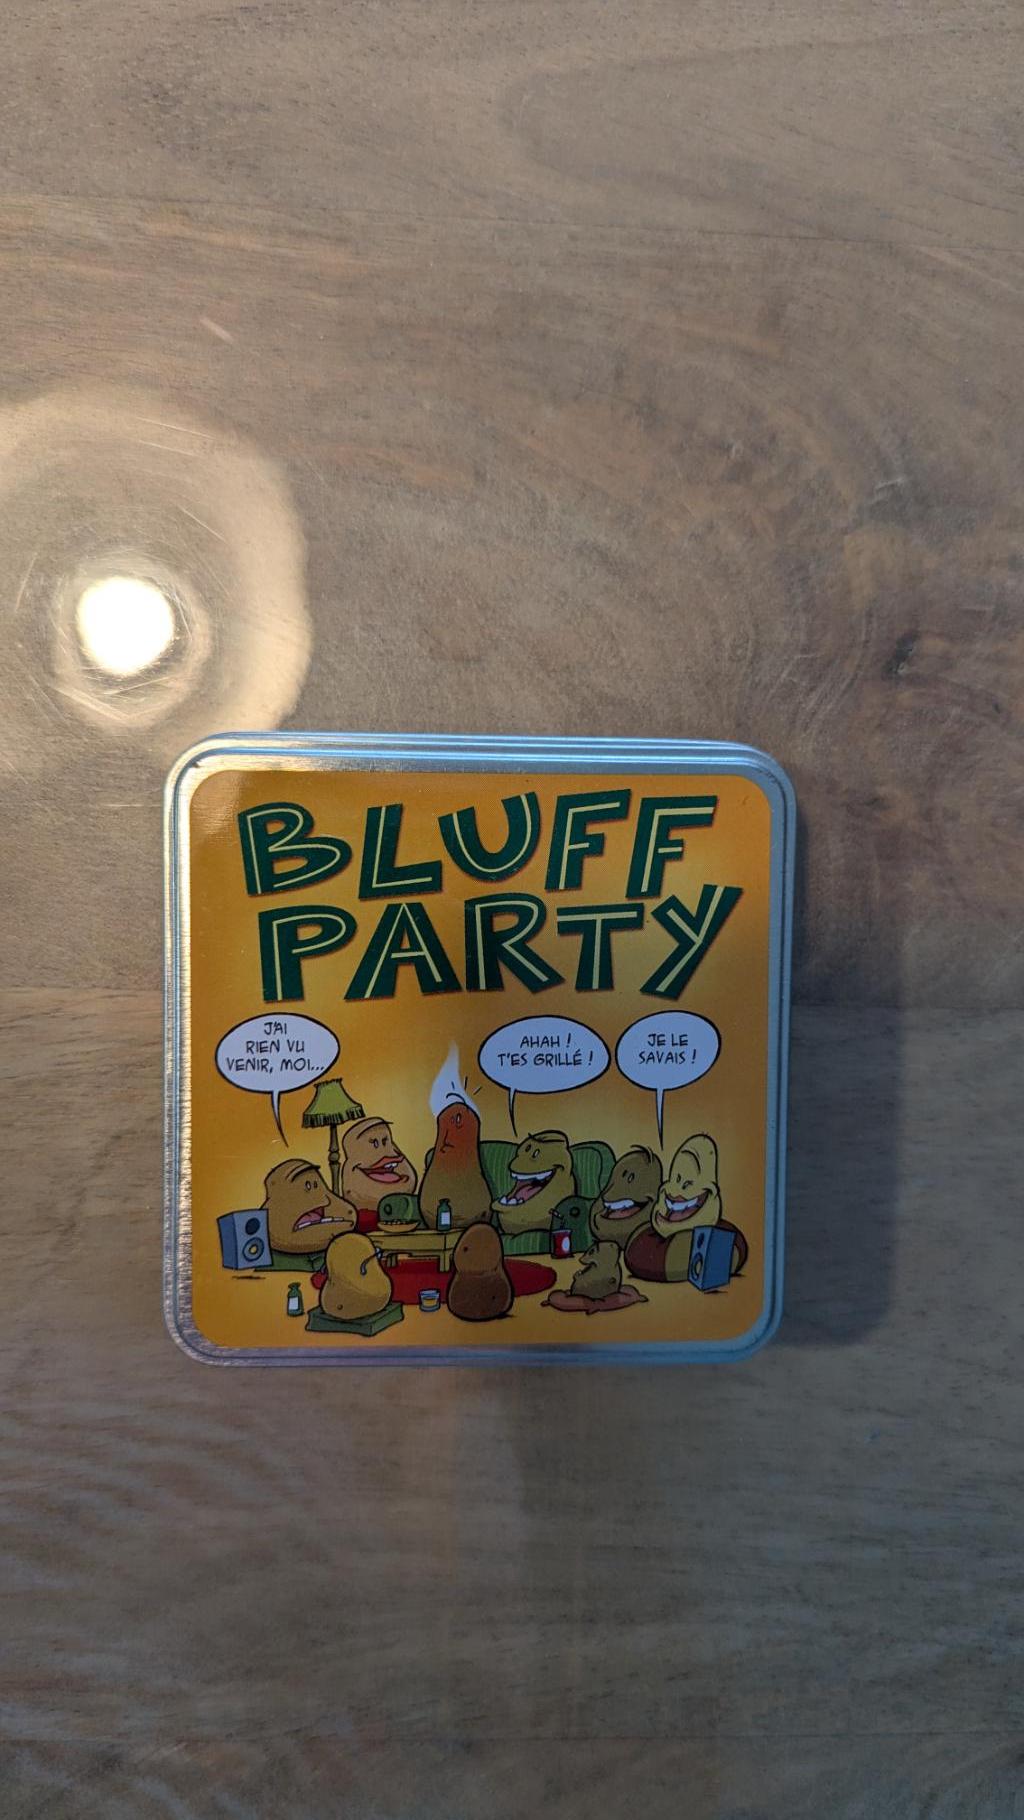 BLUFF
PARTY
J'AI
RIEN VU
VENIR, MOI...
AHAH !
T'ES GRILLÉ !
JE LE
SAVAIS !